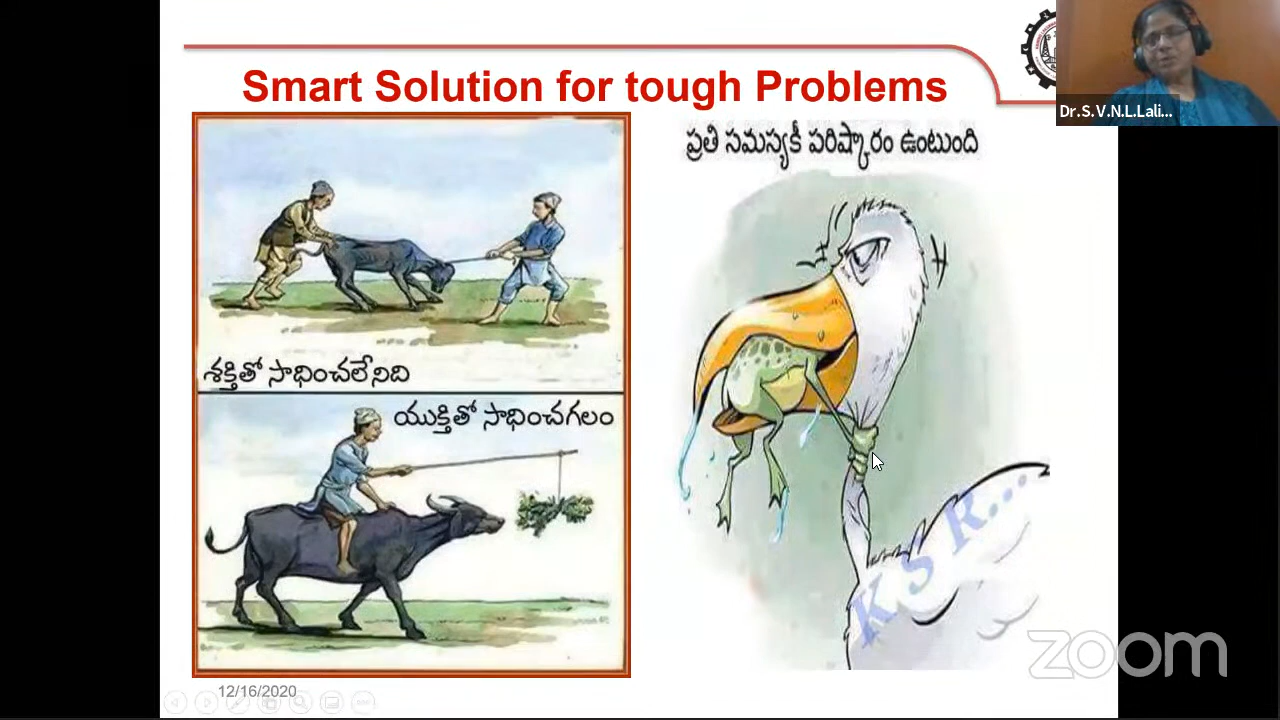 Smart Solution for tough Problems
Dr.S.V.N.L.Lali...
ప్రతి సమస్యకీ పరిష్కారం ఉంటుంది
శక్తితో సాధించలేనిది
యుక్తితో సాధించగలం
K S R...
12/16/2020
zoom